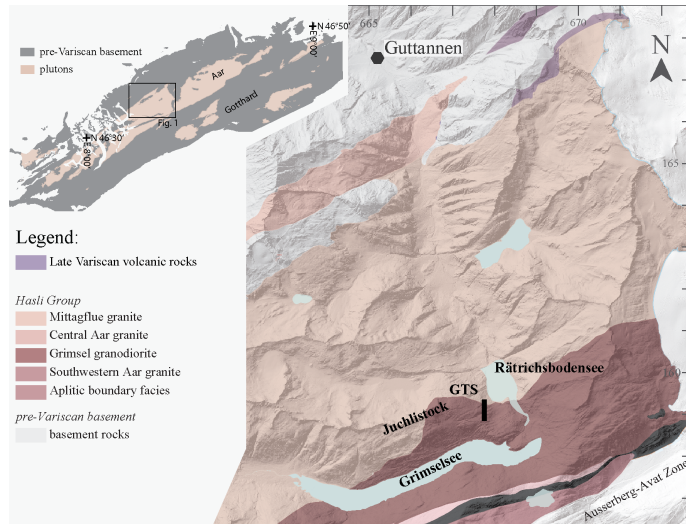 665
670
N 46°50'
E 9°00'
pre-Variscan basement
plutons
Guttannen
N
Aar
Gotthard
Fig. 1
N 46°30'
E 8°00'
165
Legend:
Late Variscan volcanic rocks
Hasli Group
Mittagflue granite
Central Aar granite
Grimsel granodiorite
Southwestern Aar granite
Aplitic boundary facies
pre-Variscan basement
basement rocks
Rätrichsbodensee
GTS
Juchlistock
Grimselsee
Ausserberg-Avat Zone